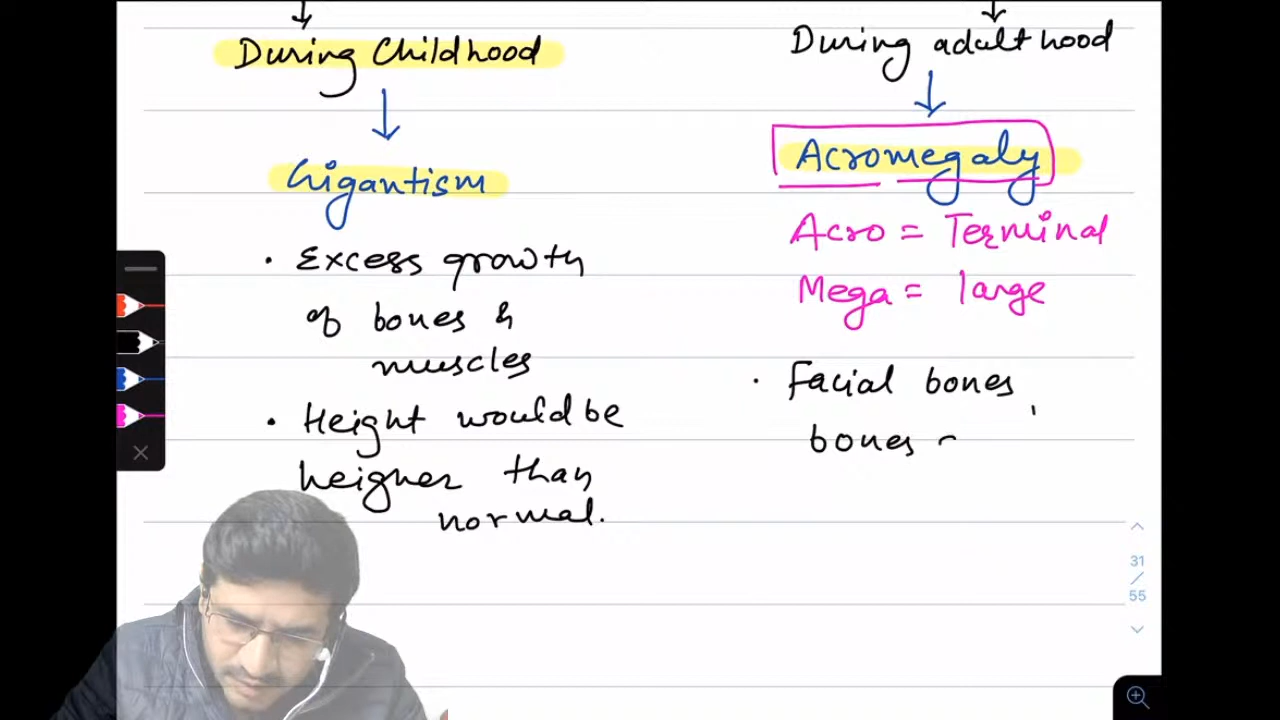 During Childhood
Gigantism
• Excess growth
of bones &
muscles
• Height would be
heigher than
normal.
During adulthood
Acromegaly
Acro = Terminal
Mega = large
• Facial bones,
bones
31
/
55